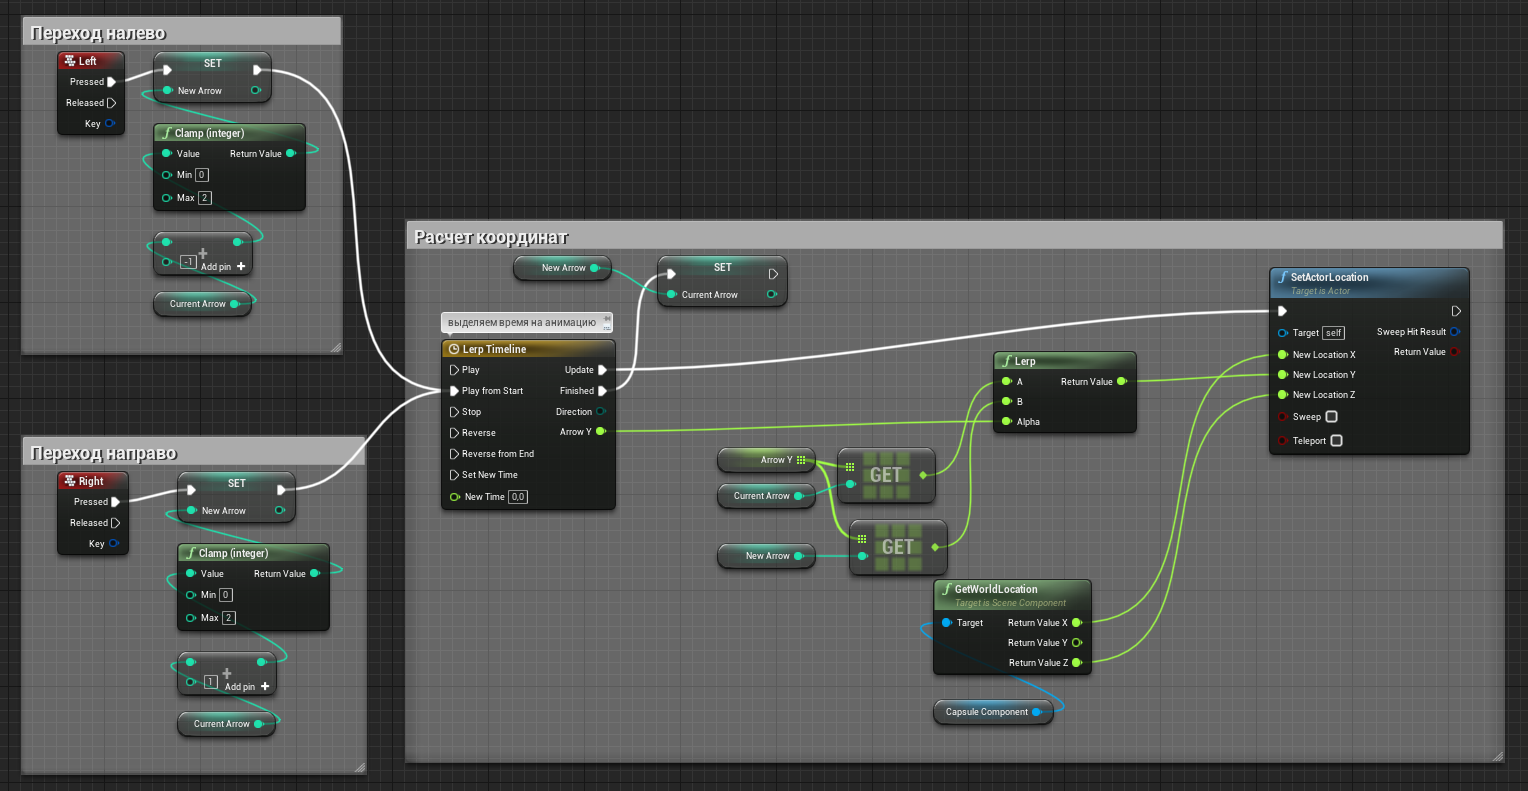 Переход налево
Left
Pressed
Released
Key
SET
New Arrow
Clamp (integer)
Value
Return Value
Min 0
Max 2
-1
Add pin +
Current Arrow
Переход направо
Right
Pressed
Released
Key
SET
New Arrow
Clamp (integer)
Value
Return Value
Min 0
Max 2
1
Add pin +
Current Arrow
Расчет координат
New Arrow
SET
Current Arrow
выделяем время на анимацию
Lerp Timeline
Play
Update
Play from Start
Finished
Stop
Direction
Reverse
Arrow Y
Reverse from End
Set New Time
New Time 0,0
Arrow Y
Current Arrow
GET
New Arrow
GET
Lerp
A
Return Value
B
Alpha
GetWorldLocation
Target is Scene Component
Target
Return Value X
Return Value Y
Return Value Z
Capsule Component
SetActorLocation
Target is Actor
Target self
Sweep Hit Result
New Location X
Return Value
New Location Y
New Location Z
Sweep
Teleport